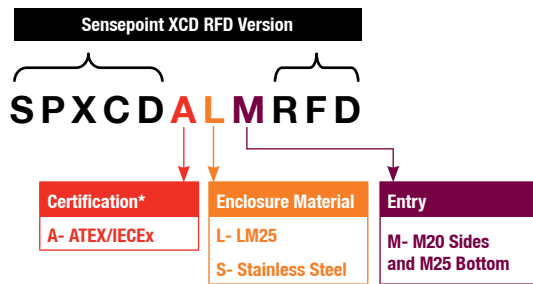 Sensepoint XCD RFD Version
SPXCDALMRFD
Certification*
A- ATEX/IECEx
Enclosure Material
L- LM25
S- Stainless Steel
Entry
M- M20 Sides
and M25 Bottom